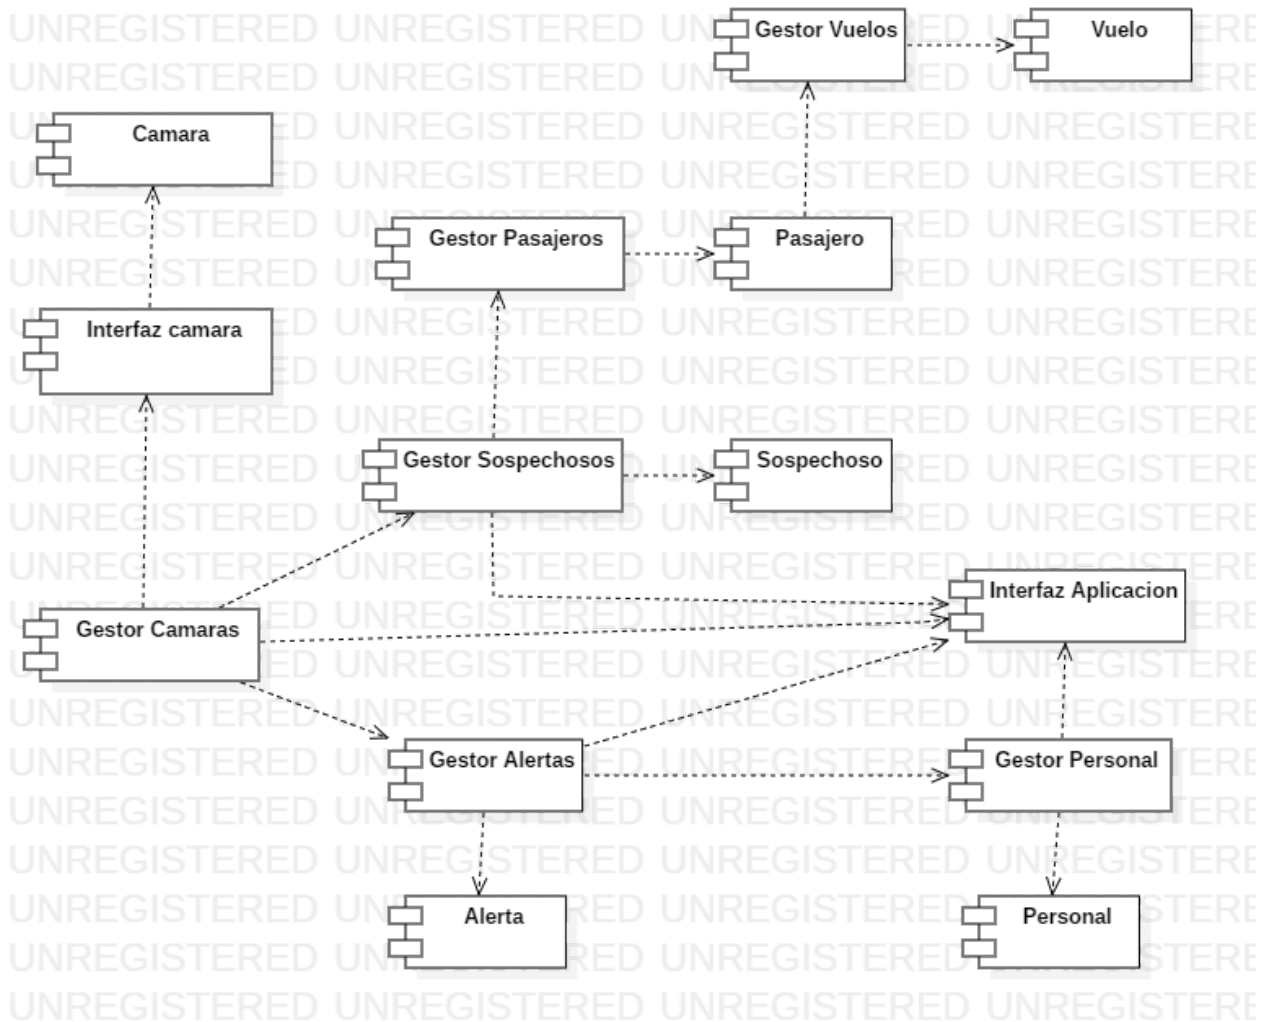 Gestor Vuelos
Vuelo
Camara
Gestor Pasajeros
Pasajero
Interfaz camara
Gestor Sospechosos
Sospechoso
Interfaz Aplicacion
Gestor Camaras
Gestor Alertas
Gestor Personal
Alerta
Personal
UNREGISTERED